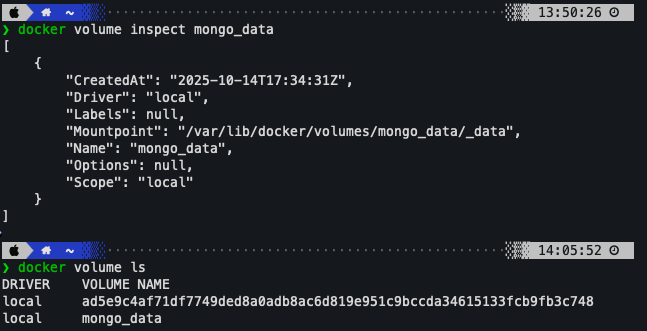 ~ 13:50:26
❯ docker volume inspect mongo_data
[
    {
        "CreatedAt": "2025-10-14T17:34:31Z",
        "Driver": "local",
        "Labels": null,
        "Mountpoint": "/var/lib/docker/volumes/mongo_data/_data",
        "Name": "mongo_data",
        "Options": null,
        "Scope": "local"
    }
]
~ 14:05:52
❯ docker volume ls
DRIVER    VOLUME NAME
local     ad5e9c4af71df7749ded8a0adb8ac6d819e951c9bccda34615133fcb9fb3c748
local     mongo_data